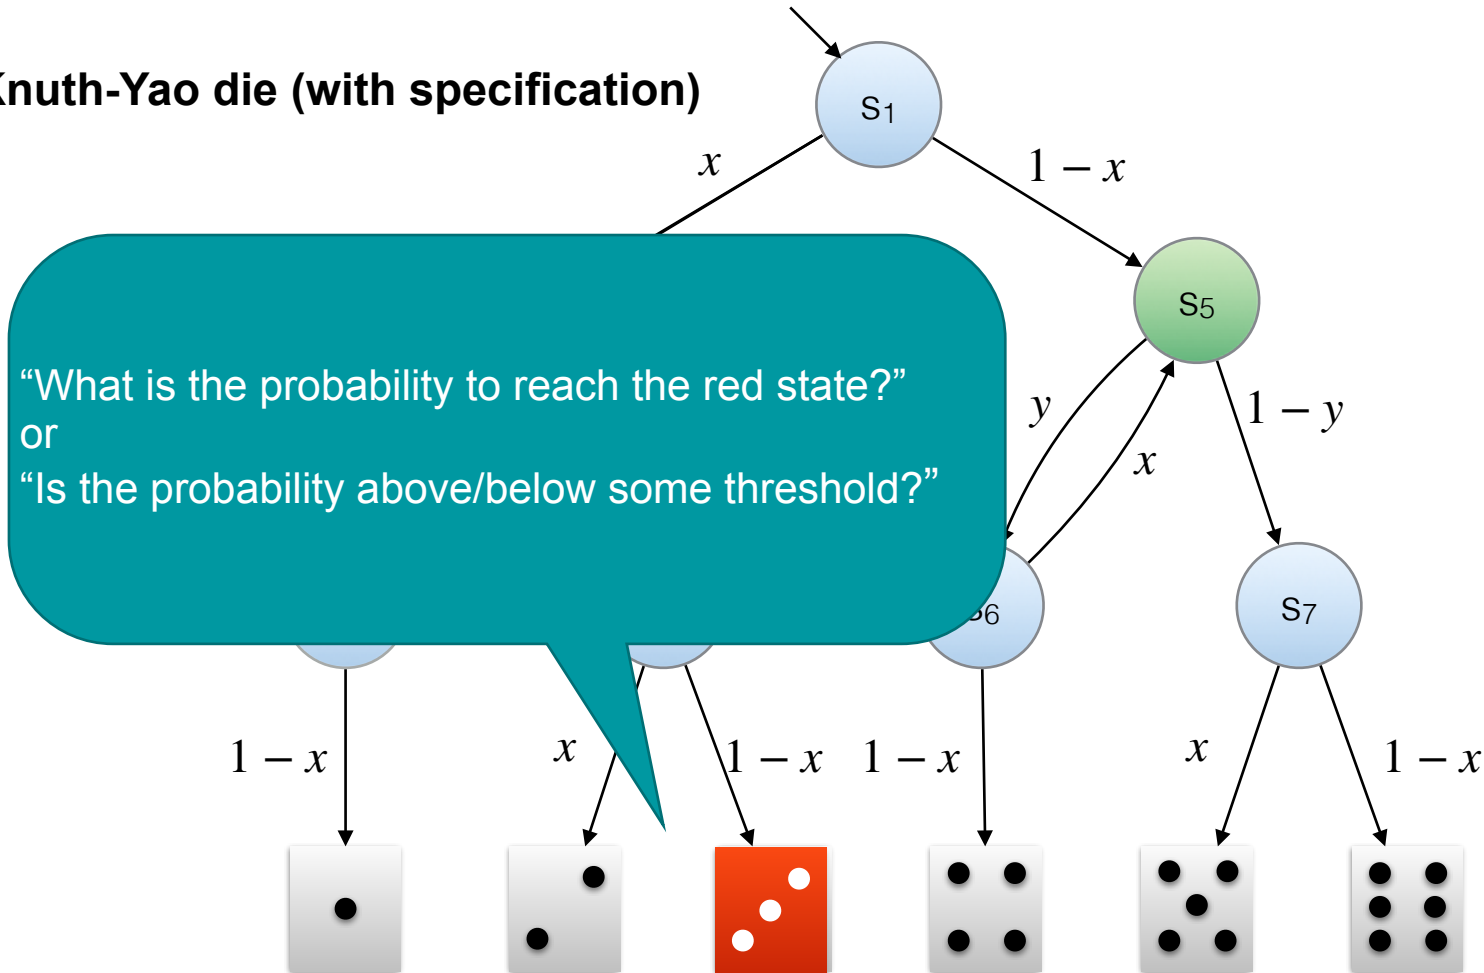 Knuth-Yao die (with specification)
s1
x
1 − x
s5
“What is the probability to reach the red state?”
or
“Is the probability above/below some threshold?”
y
x
1 − y
s6
s7
1 − x
x
1 − x
1 − x
x
1 − x